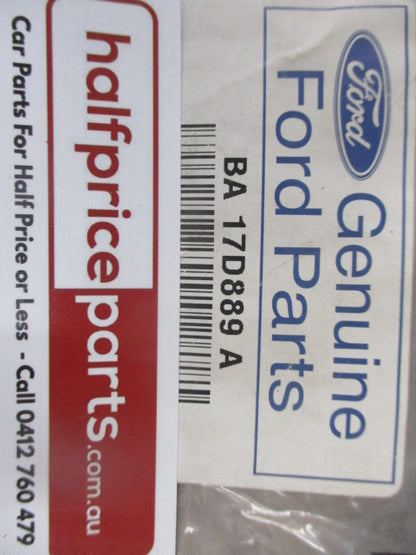 Ford
Genuine
Ford Parts
BA 17D889 A
halfpriceparts.com.au
Car Parts For Half Price or Less - Call 0412 760 479